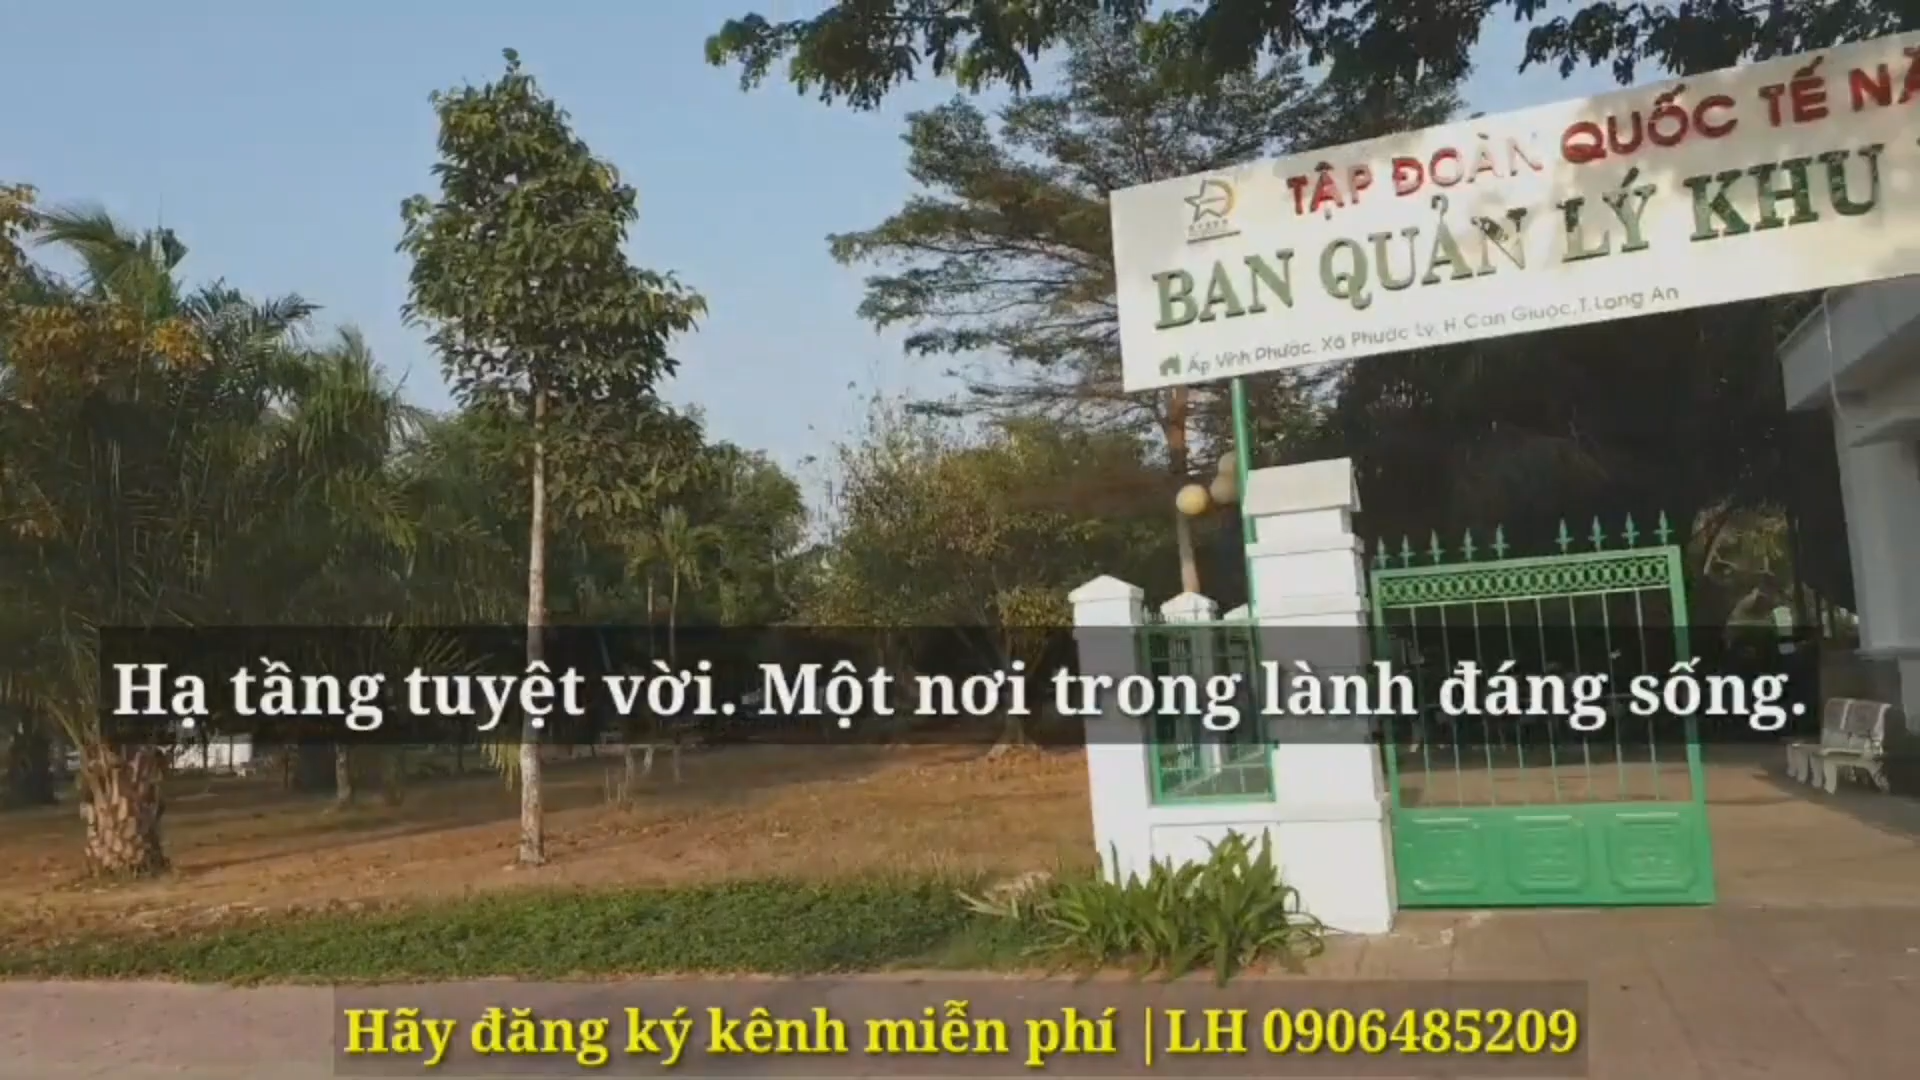 TẬP ĐOÀN QUỐC TẾ
BAN QUẢN LÝ KHU
Ấp Vĩnh Phước, Xã Phước Lý, H. Cần Giuộc, T. Long An
Hạ tầng tuyệt vời. Một nơi trong lành đáng sống.
Hãy đăng ký kênh miễn phí |LH 0906485209